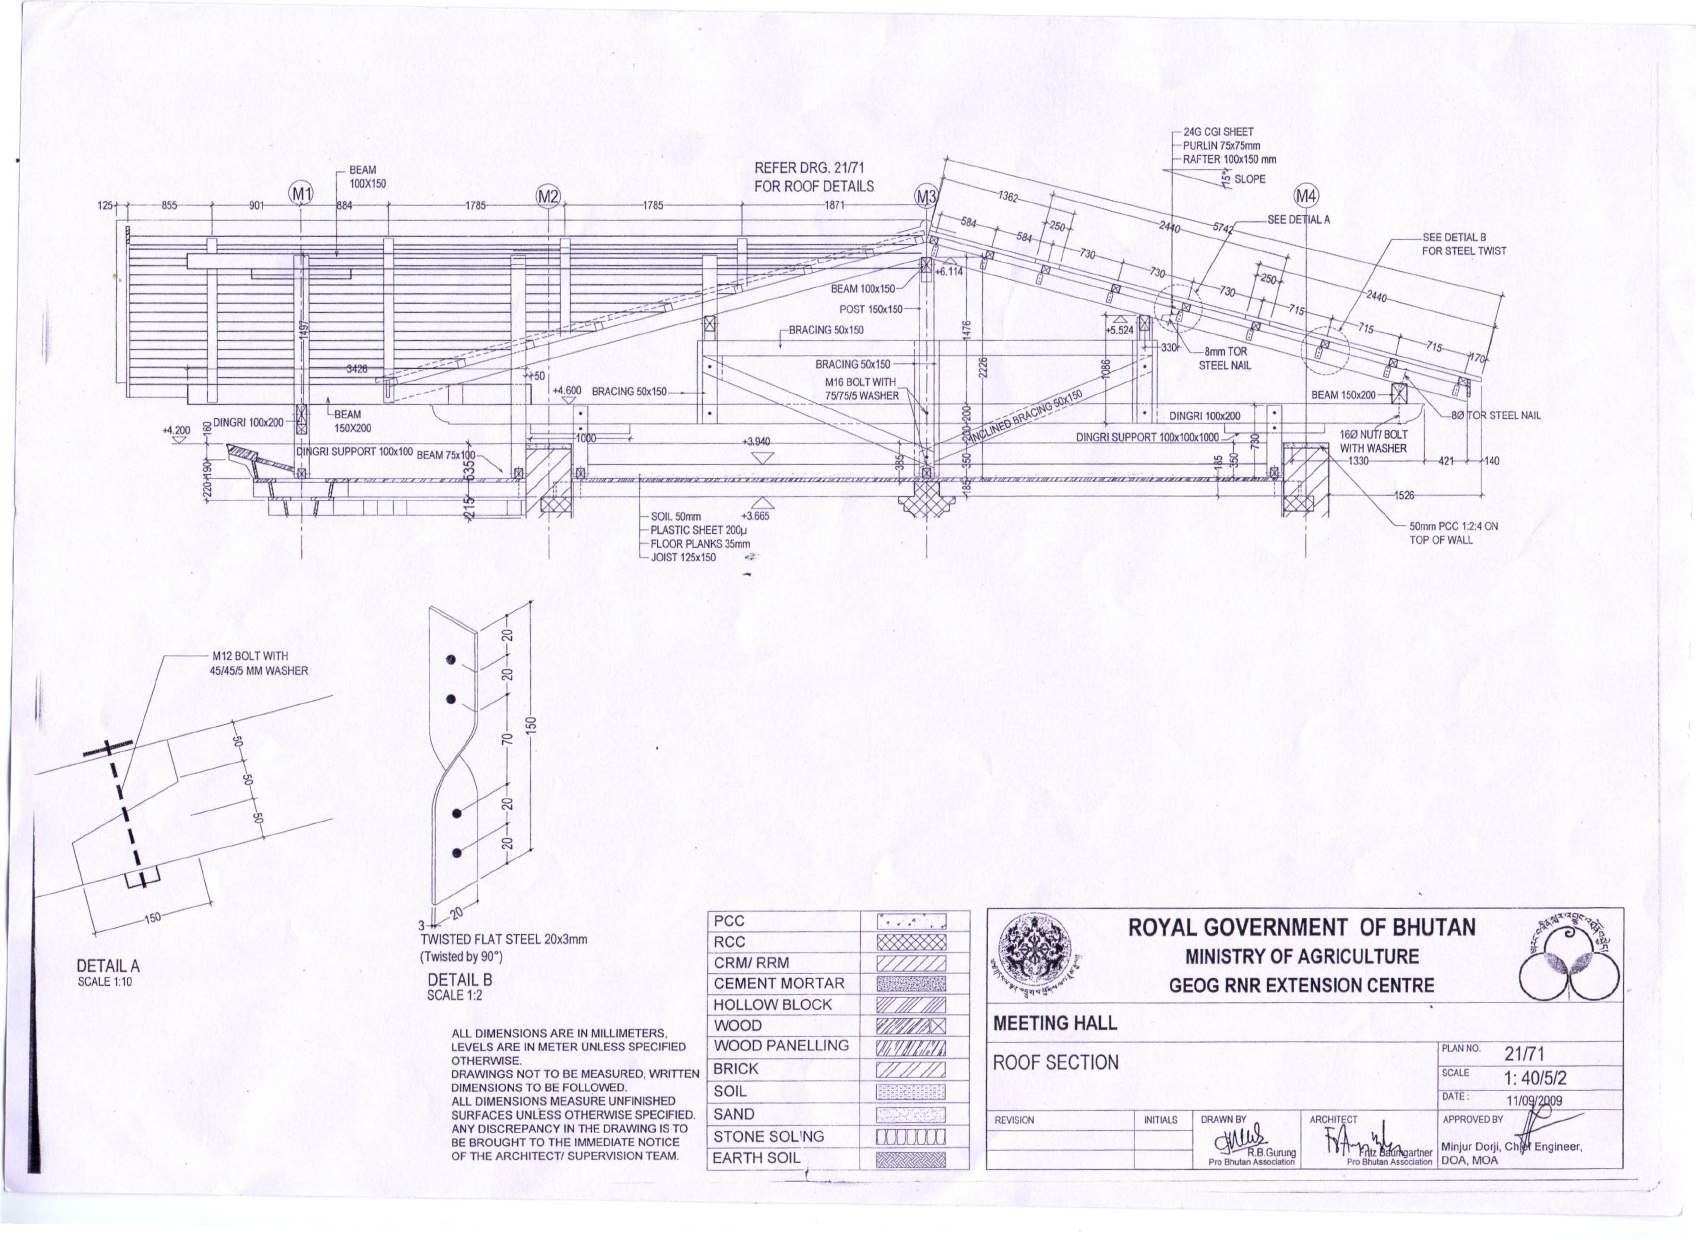 24G CGI SHEET
PURLIN 75x75mm
RAFTER 100x150 mm
15°
SLOPE
REFER DRG. 21/71
FOR ROOF DETAILS
BEAM
100X150
M1
M2
M3
M4
125
855
901
884
1785
1785
1871
1362
584
584
250
730
730
730
2440
5742
250
715
715
715
2440
170
SEE DETIAL A
SEE DETIAL B
FOR STEEL TWIST
+6.114
BEAM 100x150
POST 150x150
BRACING 50x150
BRACING 50x150
M16 BOLT WITH
75/75/5 WASHER
BRACING 50x150
INCLINED BRACING 50x150
1497
3426
50
+4.600
+5.524
330
8mm TOR
STEEL NAIL
1476
2226
1086
BEAM 150x200
8Ø TOR STEEL NAIL
DINGRI 100x200
16Ø NUT/ BOLT
WITH WASHER
DINGRI SUPPORT 100x100x1000
730
1330
421
140
1526
DINGRI 100x200
BEAM
150X200
+4.200
160
190
220
DINGRI SUPPORT 100x100
BEAM 75x100
635
215
1000
+3.940
385
200
200
350
185
185
350
SOIL 50mm
PLASTIC SHEET 200µ
FLOOR PLANKS 35mm
JOIST 125x150
+3.665
50mm PCC 1:2:4 ON
TOP OF WALL
M12 BOLT WITH
45/45/5 MM WASHER
50
50
50
150
DETAIL A
SCALE 1:10
20
20
70
20
20
150
3
20
TWISTED FLAT STEEL 20x3mm
(Twisted by 90°)
DETAIL B
SCALE 1:2
ALL DIMENSIONS ARE IN MILLIMETERS,
LEVELS ARE IN METER UNLESS SPECIFIED
OTHERWISE.
DRAWINGS NOT TO BE MEASURED, WRITTEN
DIMENSIONS TO BE FOLLOWED.
ALL DIMENSIONS MEASURE UNFINISHED
SURFACES UNLESS OTHERWISE SPECIFIED.
ANY DISCREPANCY IN THE DRAWING IS TO
BE BROUGHT TO THE IMMEDIATE NOTICE
OF THE ARCHITECT/ SUPERVISION TEAM.
PCC
RCC
CRM/ RRM
CEMENT MORTAR
HOLLOW BLOCK
WOOD
WOOD PANELLING
BRICK
SOIL
SAND
STONE SOLING
EARTH SOIL
ROYAL GOVERNMENT OF BHUTAN
MINISTRY OF AGRICULTURE
GEOG RNR EXTENSION CENTRE
MEETING HALL
ROOF SECTION
PLAN NO. 21/71
SCALE 1: 40/5/2
DATE : 11/09/2009
REVISION
INITIALS
DRAWN BY
R.B.Gurung
Pro Bhutan Association
ARCHITECT
Fritz Baumgartner
Pro Bhutan Association
APPROVED BY
Minjur Dorji, Chief Engineer,
DOA, MOA